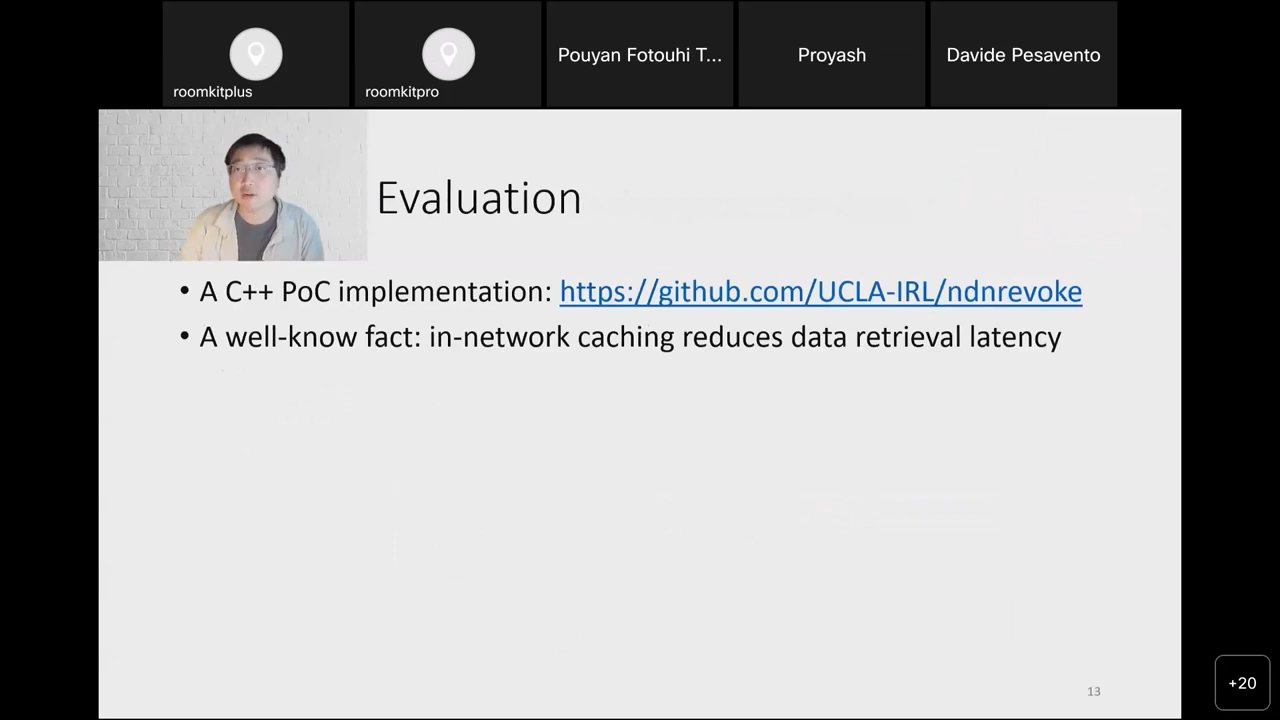 roomkitplus
roomkitpro
Pouyan Fotouhi T...
Proyash
Davide Pesavento
Evaluation
• A C++ PoC implementation: https://github.com/UCLA-IRL/ndnrevoke
• A well-know fact: in-network caching reduces data retrieval latency
13
+20